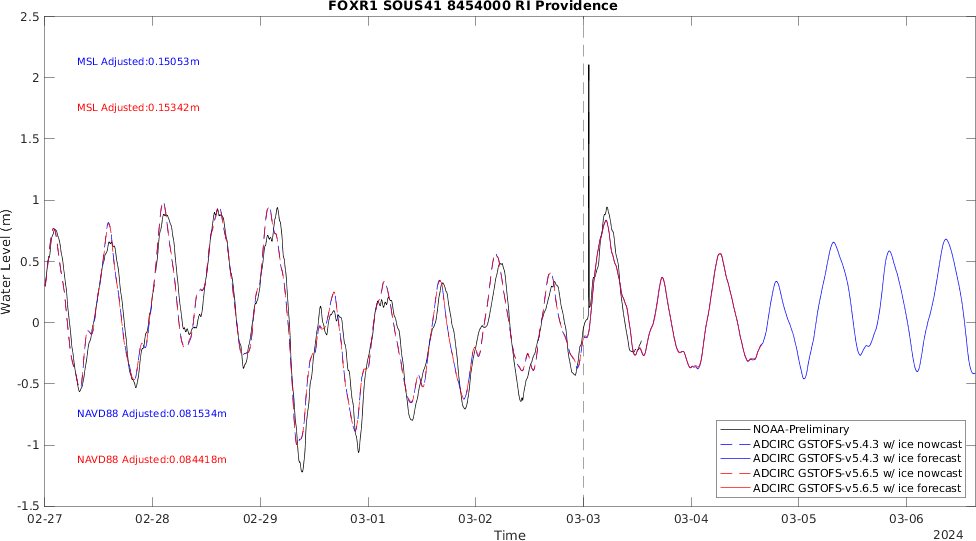 FOXR1 SOUS41 8454000 RI Providence
2.5
2
1.5
1
0.5
0
-0.5
-1
-1.5
Water Level (m)
MSL Adjusted:0.15053m
MSL Adjusted:0.15342m
NAVD88 Adjusted:0.081534m
NAVD88 Adjusted:0.084418m
NOAA-Preliminary
ADCIRC GSTOFS-v5.4.3 w/ ice nowcast
ADCIRC GSTOFS-v5.4.3 w/ ice forecast
ADCIRC GSTOFS-v5.6.5 w/ ice nowcast
ADCIRC GSTOFS-v5.6.5 w/ ice forecast
02-27 02-28 02-29 03-01 03-02 03-03 03-04 03-05 03-06
Time
2024